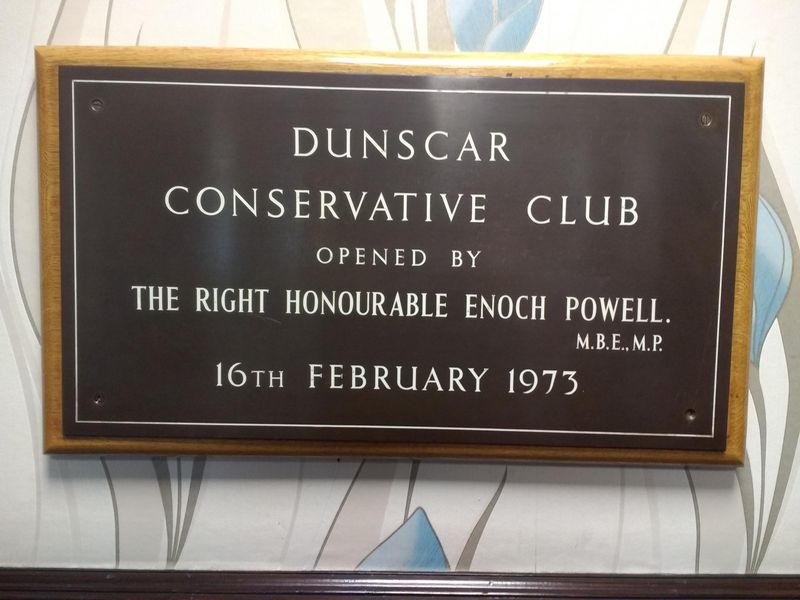 DUNSCAR
CONSERVATIVE CLUB
OPENED BY
THE RIGHT HONOURABLE ENOCH POWELL.
M.B.E., M.P.
16TH FEBRUARY 1973